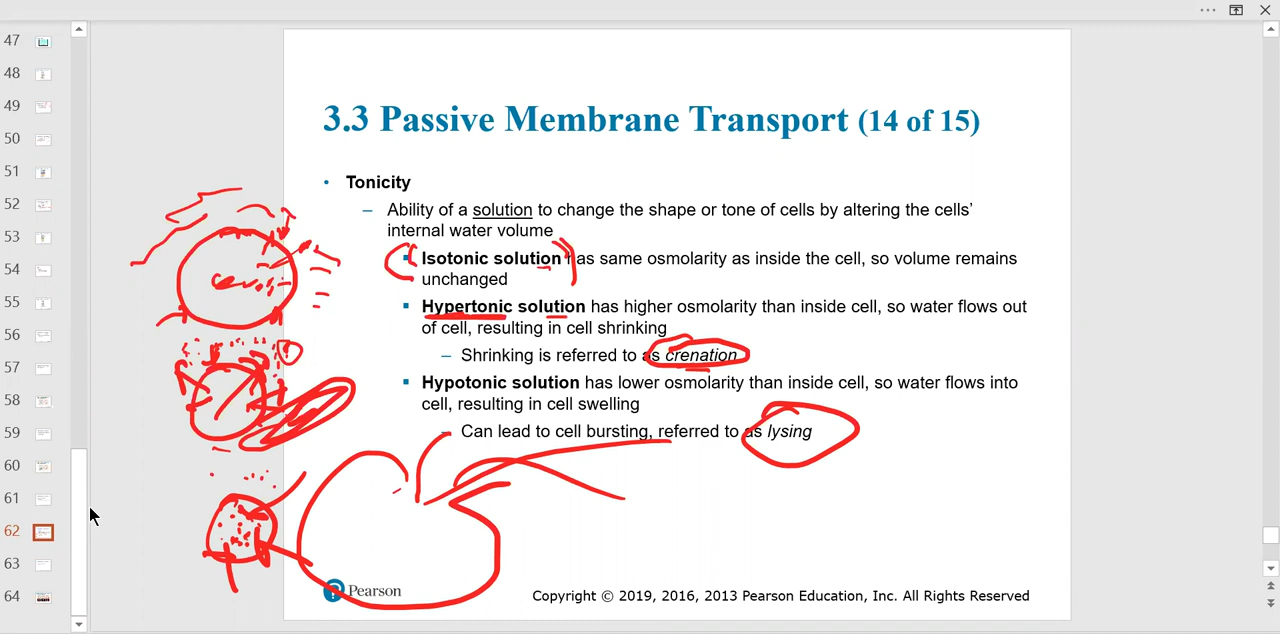 47
48
49
50
51
52
53
54
55
56
57
58
59
60
61
62
63
64
3.3 Passive Membrane Transport (14 of 15)
• Tonicity
– Ability of a solution to change the shape or tone of cells by altering the cells’
internal water volume
▪ Isotonic solution has same osmolarity as inside the cell, so volume remains
unchanged
▪ Hypertonic solution has higher osmolarity than inside cell, so water flows out
of cell, resulting in cell shrinking
– Shrinking is referred to as crenation
▪ Hypotonic solution has lower osmolarity than inside cell, so water flows into
cell, resulting in cell swelling
– Can lead to cell bursting, referred to as lysing
Pearson
Copyright © 2019, 2016, 2013 Pearson Education, Inc. All Rights Reserved